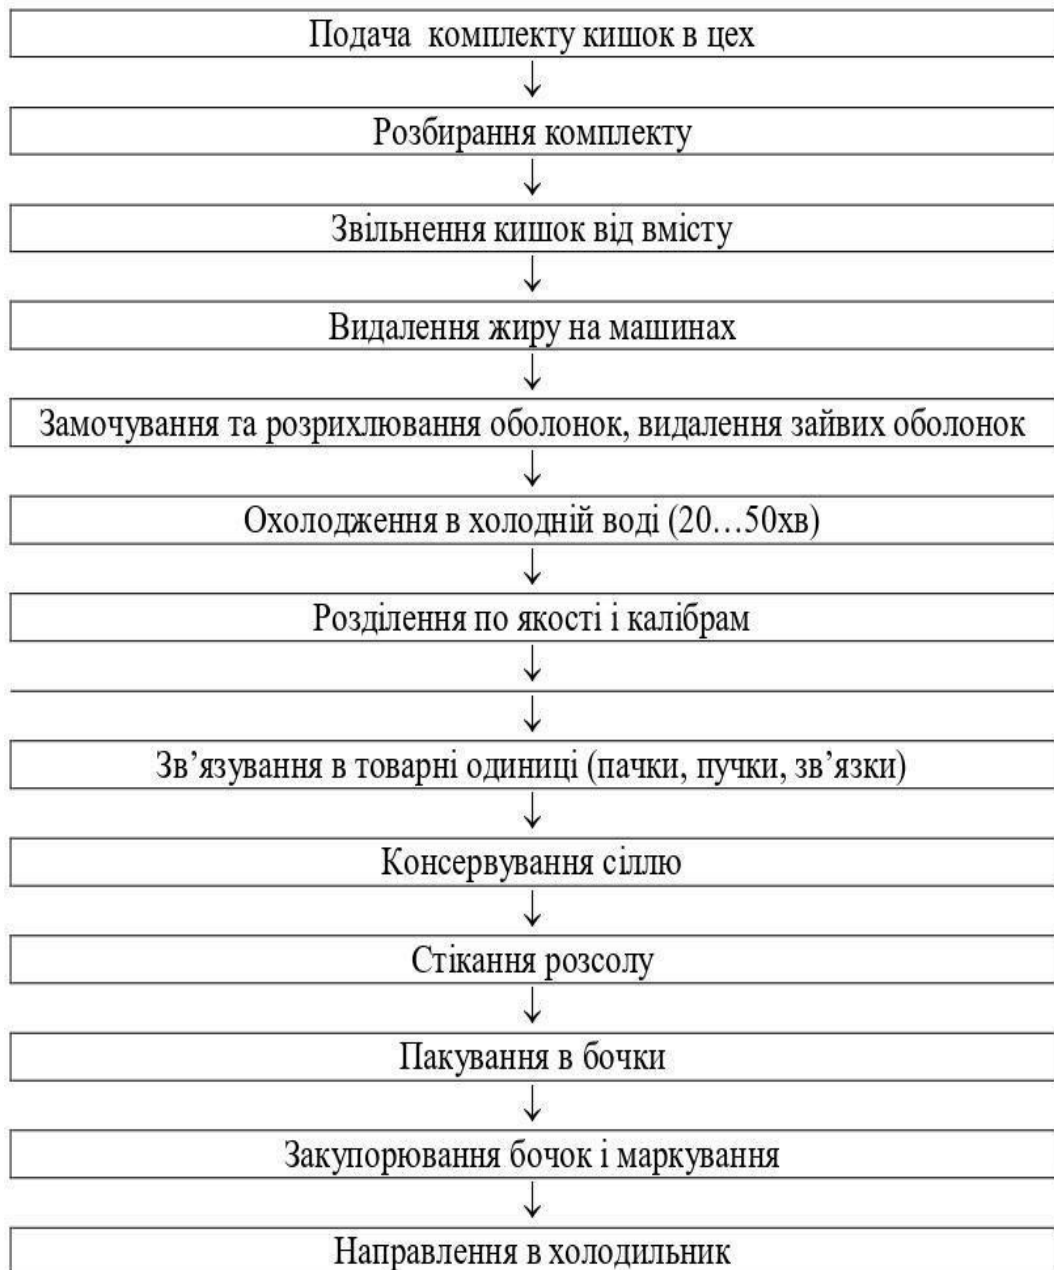 Подача комплекту кишок в цех
↓
Розбирання комплекту
↓
Звільнення кишок від вмісту
↓
Видалення жиру на машинах
↓
Замочування та розрихлювання оболонок, видалення зайвих оболонок
↓
Охолодження в холодній воді (20…50хв)
↓
Розділення по якості і калібрам
↓
↓
Зв’язування в товарні одиниці (пачки, пучки, зв’язки)
↓
Консервування сіллю
↓
Стікання розсолу
↓
Пакування в бочки
↓
Закупорювання бочок і маркування
↓
Направлення в холодильник